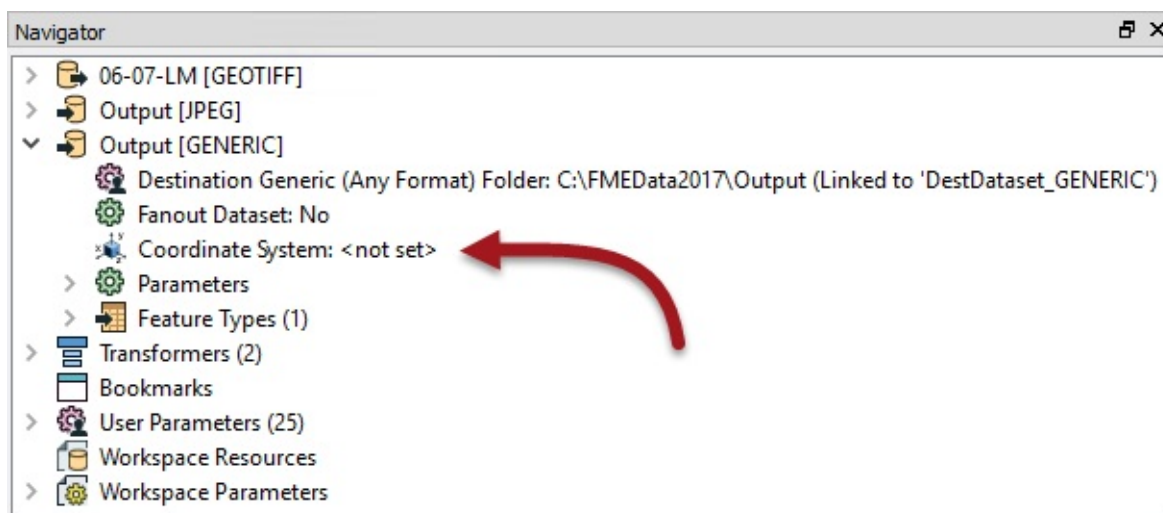 Navigator
06-07-LM [GEOTIFF]
Output [JPEG]
Output [GENERIC]
Destination Generic (Any Format) Folder: C:\FMEData2017\Output (Linked to 'DestDataset_GENERIC')
Fanout Dataset: No
Coordinate System: <not set>
Parameters
Feature Types (1)
Transformers (2)
Bookmarks
User Parameters (25)
Workspace Resources
Workspace Parameters